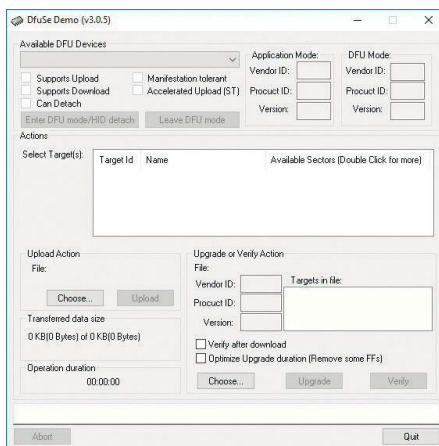 DfuSe Demo (v3.0.5)
Available DFU Devices
Supports Upload
Manifestation tolerant
Supports Download
Accelerated Upload (ST)
Can Detach
Enter DFU mode/HID detach
Leave DFU mode
Application Mode:
Vendor ID:
Procuct ID:
Version:
DFU Mode:
Vendor ID:
Procuct ID:
Version:
Actions
Select Target(s):
Target Id Name Available Sectors (Double Click for more)
Upload Action
File:
Choose... Upload
Transferred data size
0 KB(0 Bytes) of 0 KB(0 Bytes)
Operation duration
00:00:00
Upgrade or Verify Action
File:
Vendor ID:
Procuct ID:
Version:
Targets in file:
Verify after download
Optimize Upgrade duration (Remove some FFs)
Choose... Upgrade Verify
Abort Quit